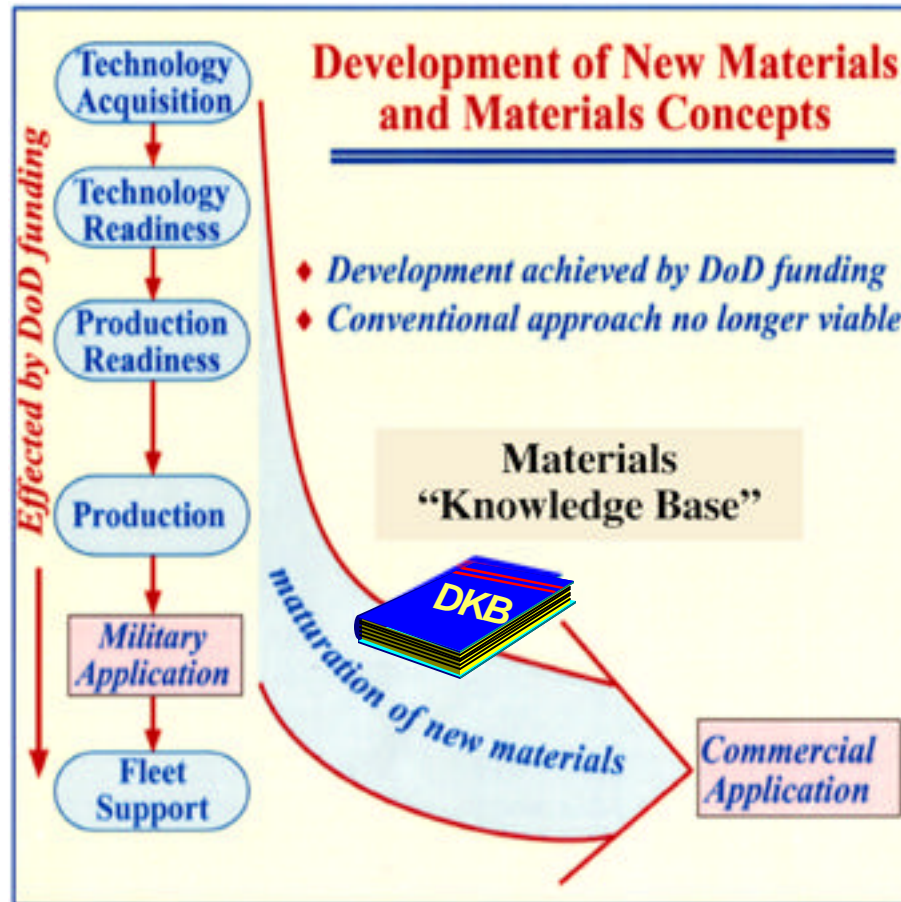 Development of New Materials
and Materials Concepts
Technology
Acquisition
Technology
Readiness
Production
Readiness
Production
Military
Application
Fleet
Support
Effected by DoD funding
♦ Development achieved by DoD funding
♦ Conventional approach no longer viable
Materials
“Knowledge Base”
DKB
maturation of new materials
Commercial
Application